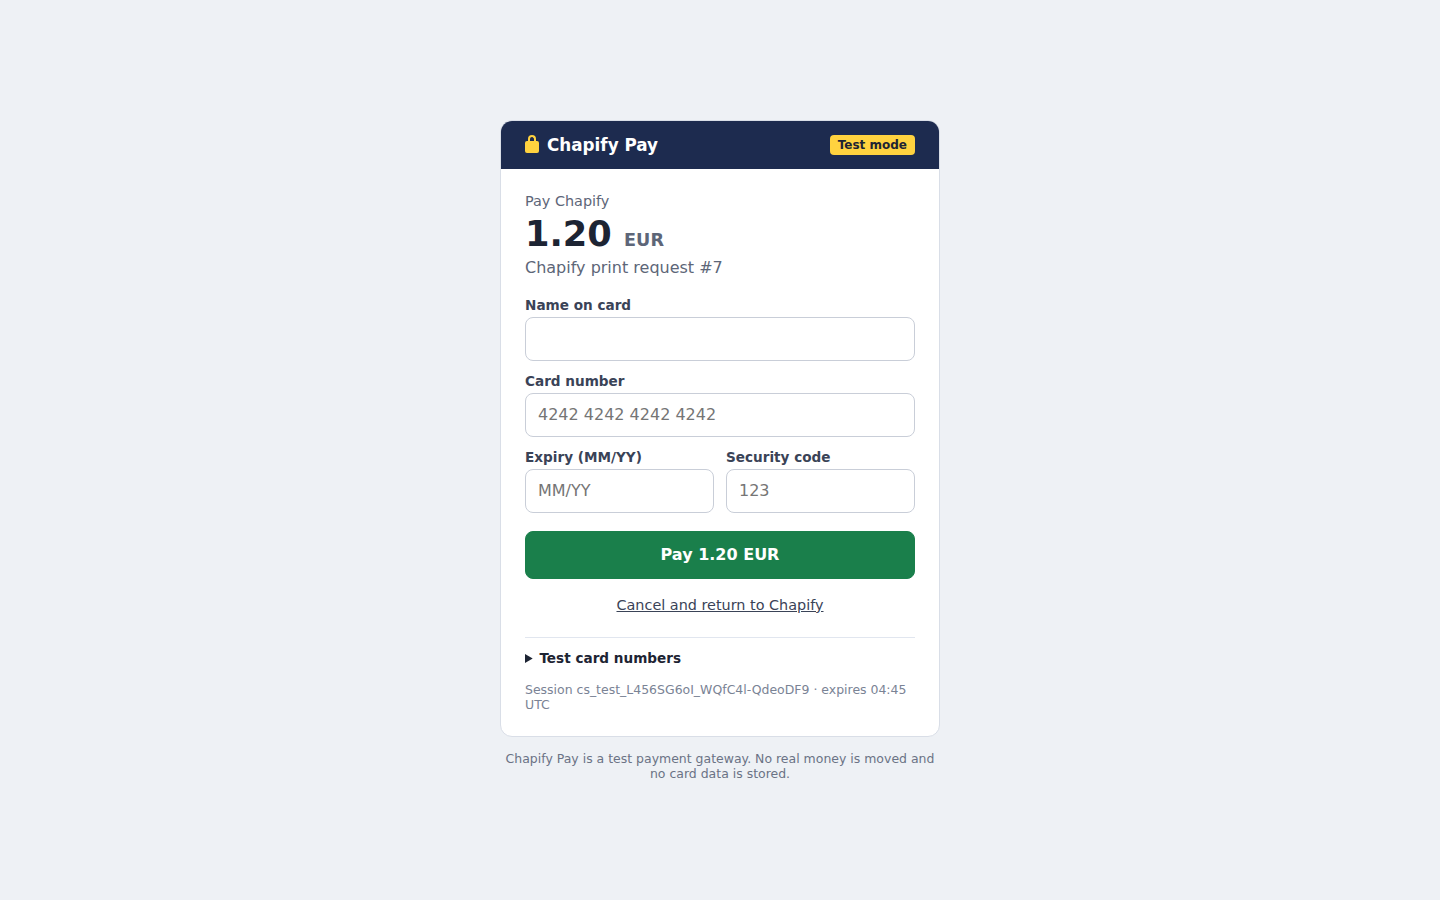 Chapify Pay
Test mode
Pay Chapify
1.20 EUR
Chapify print request #7
Name on card
Card number
4242 4242 4242 4242
Expiry (MM/YY)
Security code
MM/YY
123
Pay 1.20 EUR
Cancel and return to Chapify
Test card numbers
Session cs_test_L456SG6oI_WQfC4l-QdeoDF9 · expires 04:45
UTC
Chapify Pay is a test payment gateway. No real money is moved and
no card data is stored.